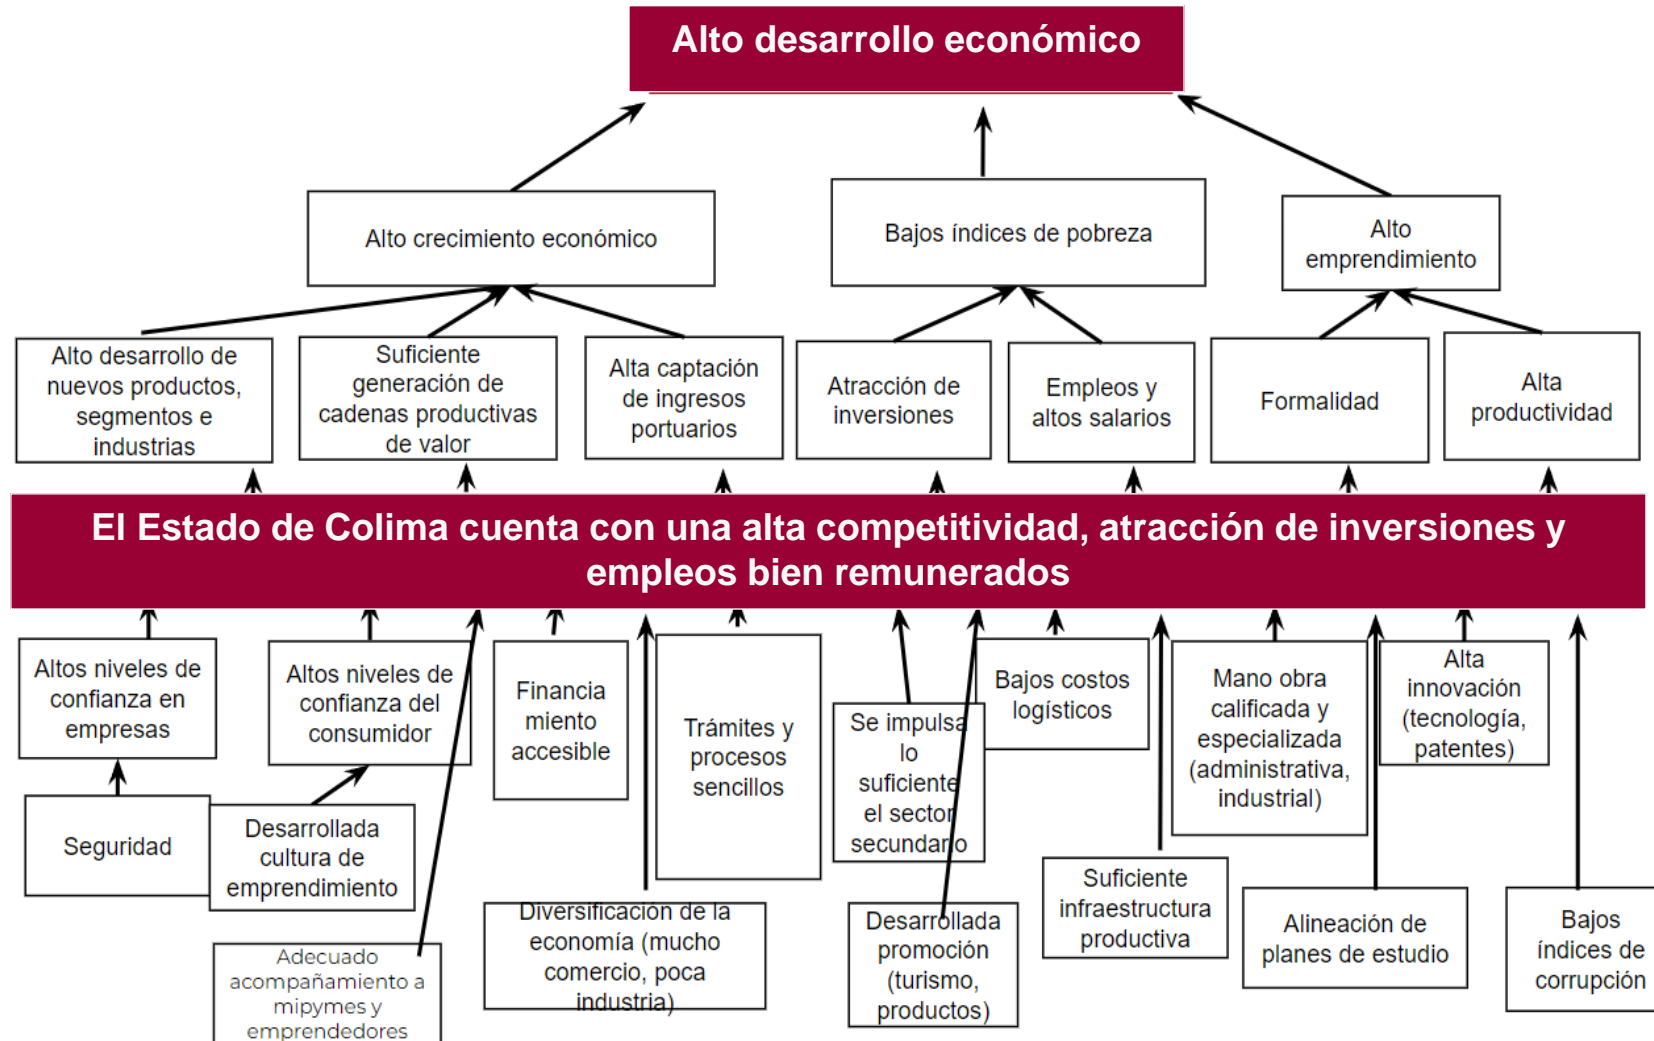 Alto desarrollo económico
Alto crecimiento económico
Bajos índices de pobreza
Alto
emprendimiento
Alto desarrollo de
nuevos productos,
segmentos e
industrias
Suficiente
generación de
cadenas productivas
de valor
Alta captación
de ingresos
portuarios
Atracción de
inversiones
Empleos y
altos salarios
Formalidad
Alta
productividad
El Estado de Colima cuenta con una alta competitividad, atracción de inversiones y
empleos bien remunerados
Altos niveles de
confianza en
empresas
Altos niveles de
confianza del
consumidor
Financia
miento
accesible
Trámites y
procesos
sencillos
Se impulsa
lo
suficiente
el sector
secundario
Bajos costos
logísticos
Mano obra
calificada y
especializada
(administrativa,
industrial)
Alta
innovación
(tecnología,
patentes)
Seguridad
Desarrollada
cultura de
emprendimiento
Adecuado
acompañamiento a
mipymes y
emprendedores
Diversificación de la
economía (mucho
comercio, poca
industria)
Desarrollada
promoción
(turismo,
productos)
Suficiente
infraestructura
productiva
Alineación de
planes de estudio
Bajos
índices de
corrupción